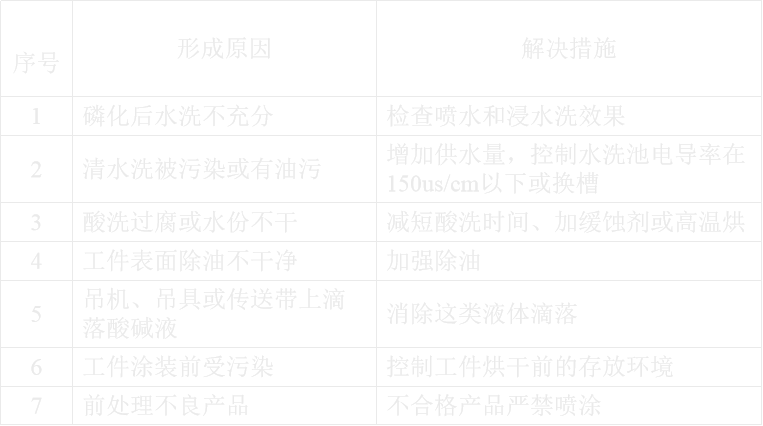 序号 形成原因 解决措施
1 磷化后水洗不充分 检查喷水和浸水洗效果
2 清水洗被污染或有油污 增加供水量，控制水洗池电导率在
150us/cm以下或换槽
3 酸洗过腐或水份不干 减短酸洗时间、加缓蚀剂或高温烘
4 工件表面除油不干净 加强除油
5 吊机、吊具或传送带上滴
落酸碱液 消除这类液体滴落
6 工件涂装前受污染 控制工件烘干前的存放环境
7 前处理不良产品 不合格产品严禁喷涂